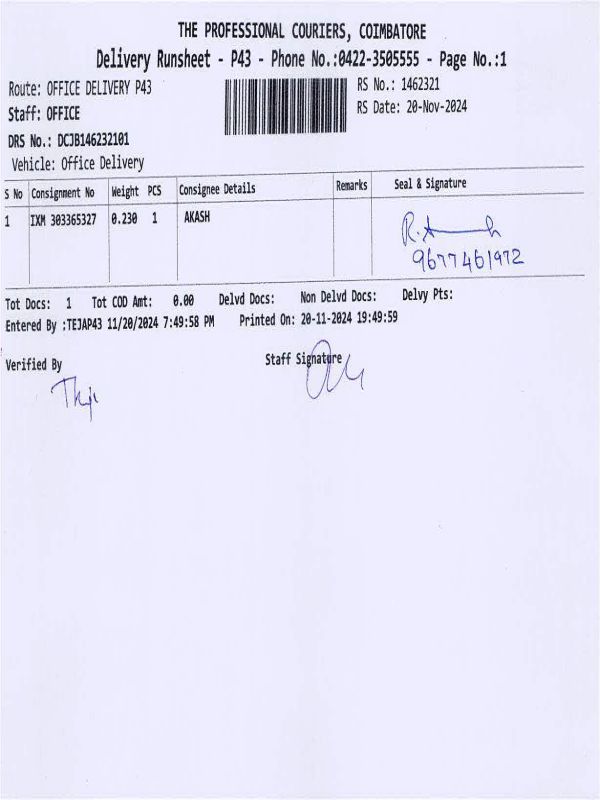 THE PROFESSIONAL COURIERS, COIMBATORE
Delivery Runsheet - P43 - Phone No.:0422-3505555 - Page No.:1
Route: OFFICE DELIVERY P43
RS No.: 1462321
Staff: OFFICE
RS Date: 20-Nov-2024
DRS No.: DCJB146232101
Vehicle: Office Delivery
S No Consignment No Weight PCS Consignee Details Remarks Seal & Signature
1 IXM 303365327 0.230 1 AKASH
9677461972
Tot Docs: 1 Tot COD Amt: 0.00 Delvd Docs: Non Delvd Docs: Delvy Pts:
Entered By :TEJAP43 11/20/2024 7:49:58 PM Printed On: 20-11-2024 19:49:59
Verified By Staff Signature